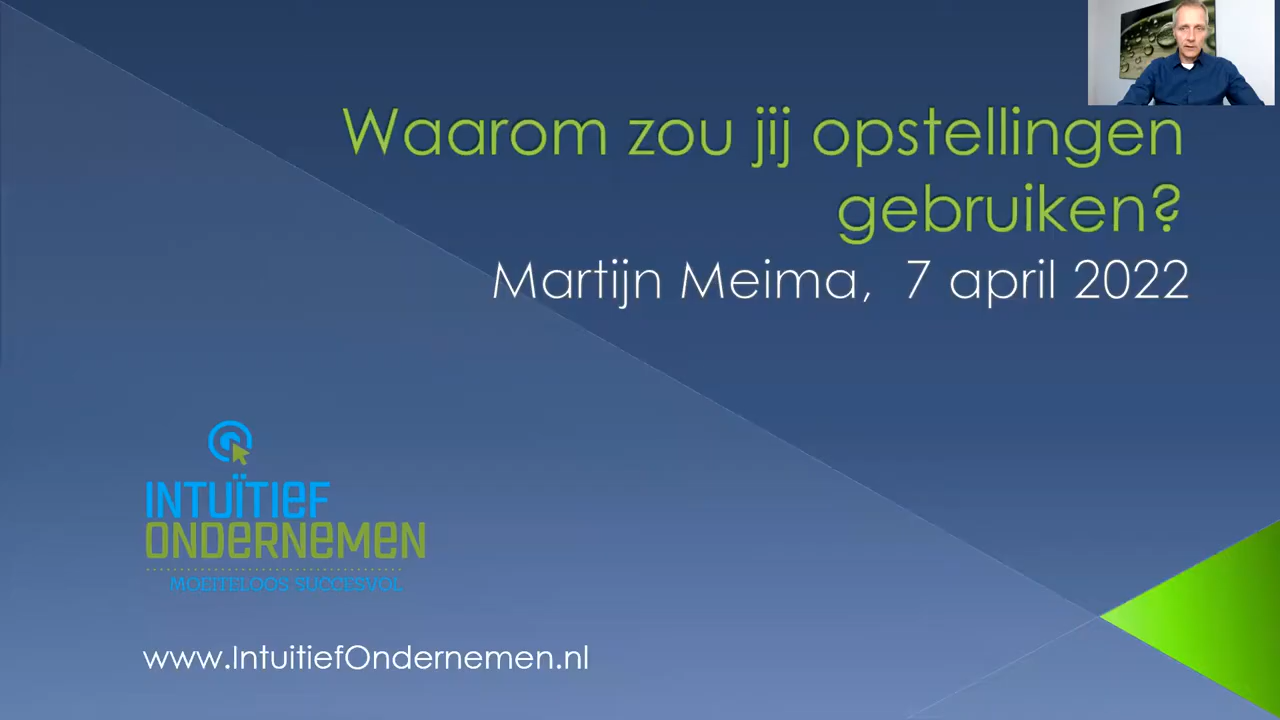 Waarom zou jij opstellingen
gebruiken?
Martijn Meima, 7 april 2022
INTUÏTIEF
ONDERNEMEN
MOEITELOOS SUCCESVOL
www.IntuitiefOndernemen.nl